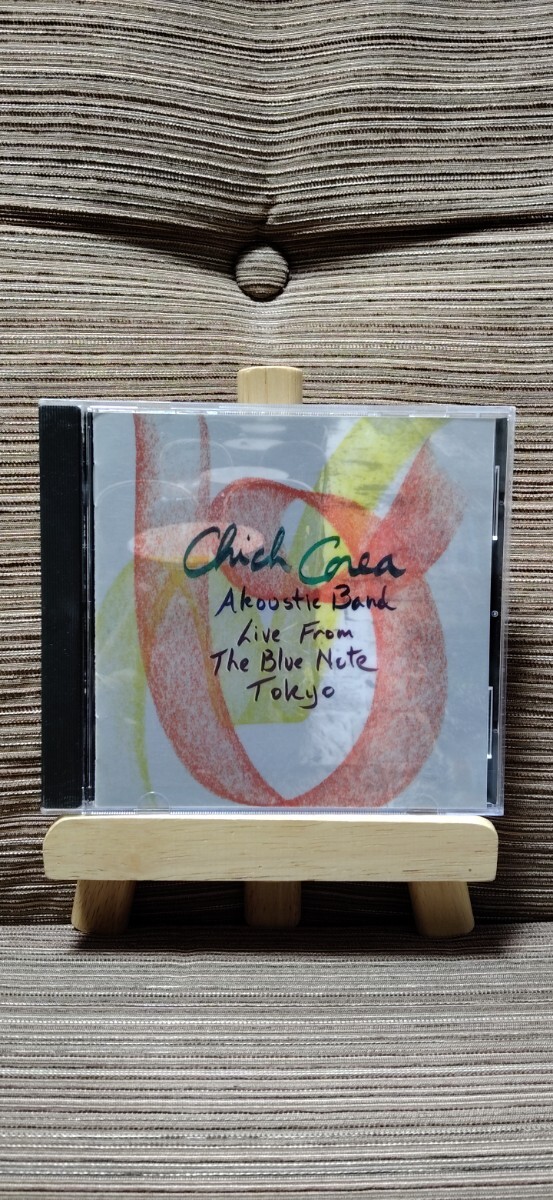 Chick Corea
Akoustic Band
Live From
The Blue Note
Tokyo